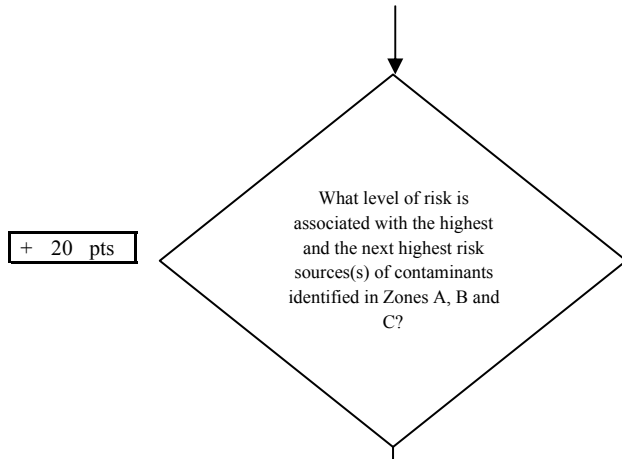 What level of risk is
associated with the highest
and the next highest risk
sources(s) of contaminants
identified in Zones A, B and
C?
+ 20 pts